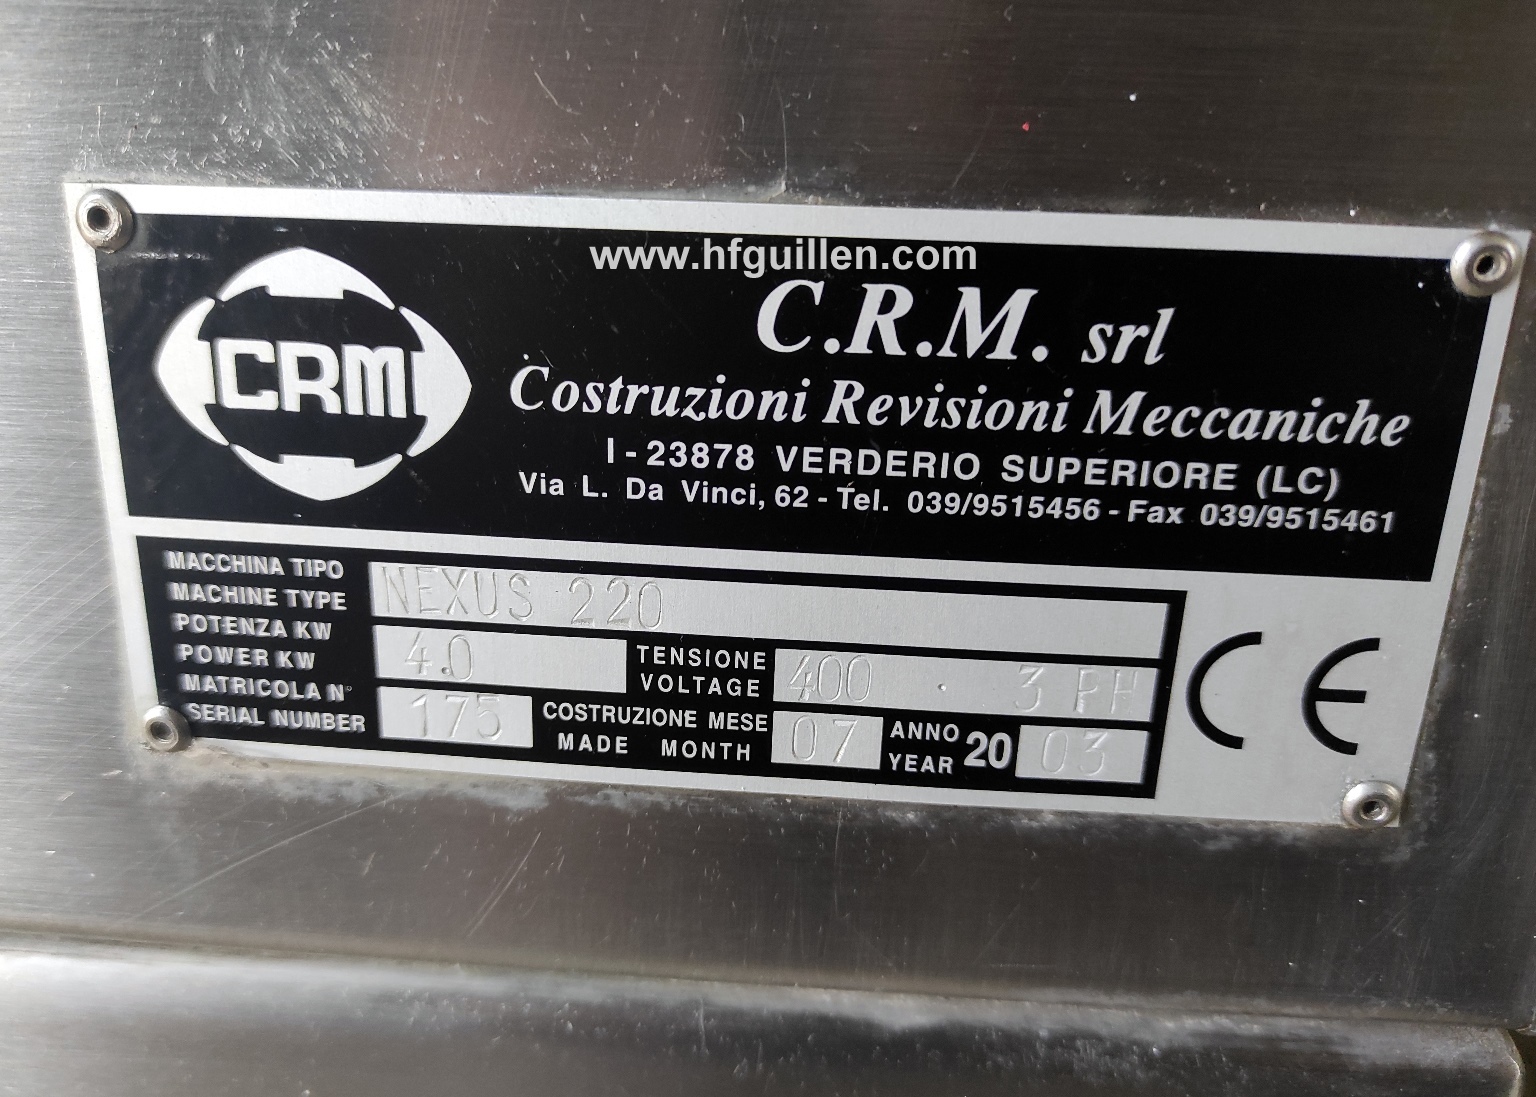 www.hfguillen.com
CRM
C.R.M. srl
Costruzioni Revisioni Meccaniche
I - 23878 VERDERIO SUPERIORE (LC)
Via L. Da Vinci, 62 - Tel. 039/9515456 - Fax 039/9515461
MACCHINA TIPO
MACHINE TYPE
NEXUS 220
POTENZA KW
POWER KW
4.0
TENSIONE
VOLTAGE
400 . 3 PH
MATRICOLA N°
SERIAL NUMBER
175
COSTRUZIONE MESE
MADE MONTH
07
ANNO
YEAR
20 03
CE